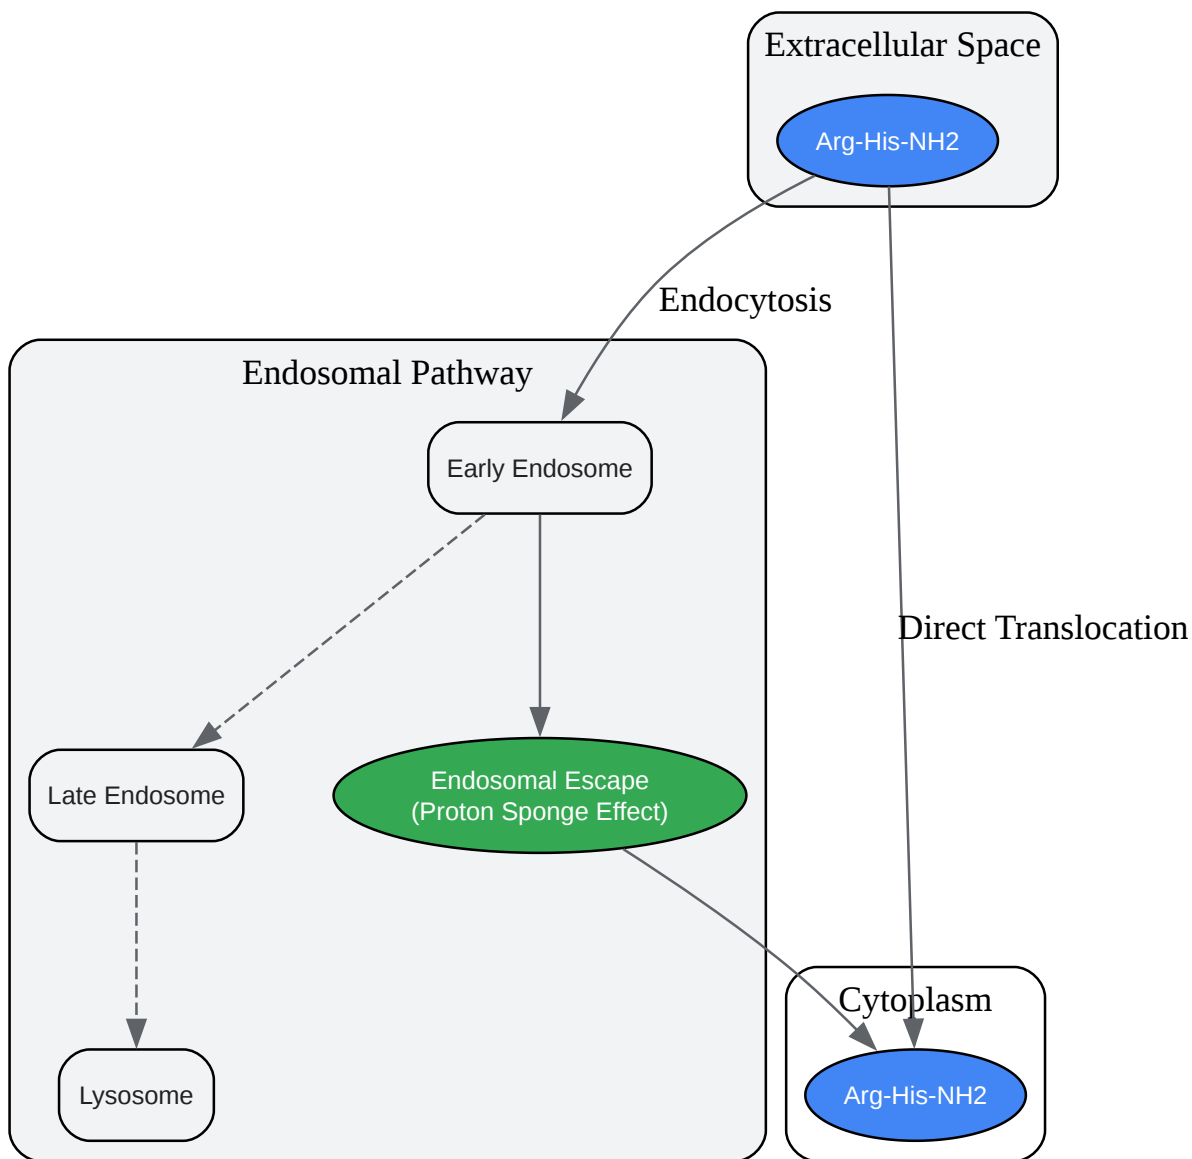 Extracellular Space
Arg-His-NH2
Endocytosis
Endosomal Pathway
Early Endosome
Direct Translocation
Late Endosome
Endosomal Escape
(Proton Sponge Effect)
Cytoplasm
Lysosome
Arg-His-NH2